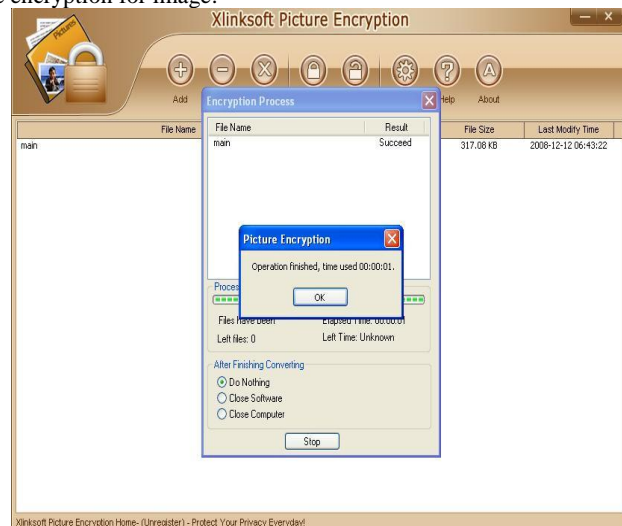 encryption for image.
Xlinksoft Picture Encryption
Pictures
Add
Help
About
Encryption Process
File Name
File Size
Last Modify Time
File Name
Result
main
317.08 KB
2008-12-12 06:43:22
main
Succeed
Picture Encryption
Operation finished, time used 00:00:01.
OK
Files have been
Elapsed Time: 00:00:01
Left files: 0
Left Time: Unknown
After Finishing Converting
Do Nothing
Close Software
Close Computer
Stop
Xlinksoft Picture Encryption Home- (Unregister) - Protect Your Privacy Everyday!